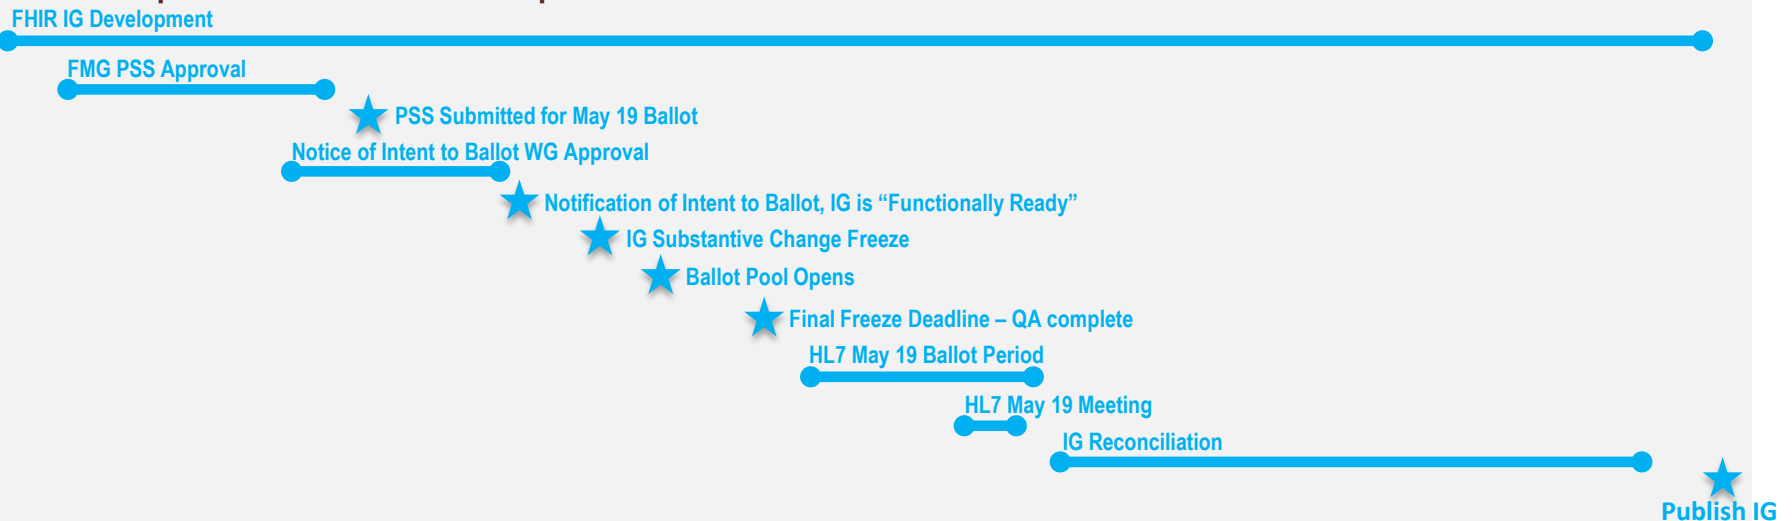 FHIR IG Development
FMG PSS Approval
PSS Submitted for May 19 Ballot
Notice of Intent to Ballot WG Approval
Notification of Intent to Ballot, IG is “Functionally Ready”
IG Substantive Change Freeze
Ballot Pool Opens
Final Freeze Deadline – QA complete
HL7 May 19 Ballot Period
HL7 May 19 Meeting
IG Reconciliation
Publish IG